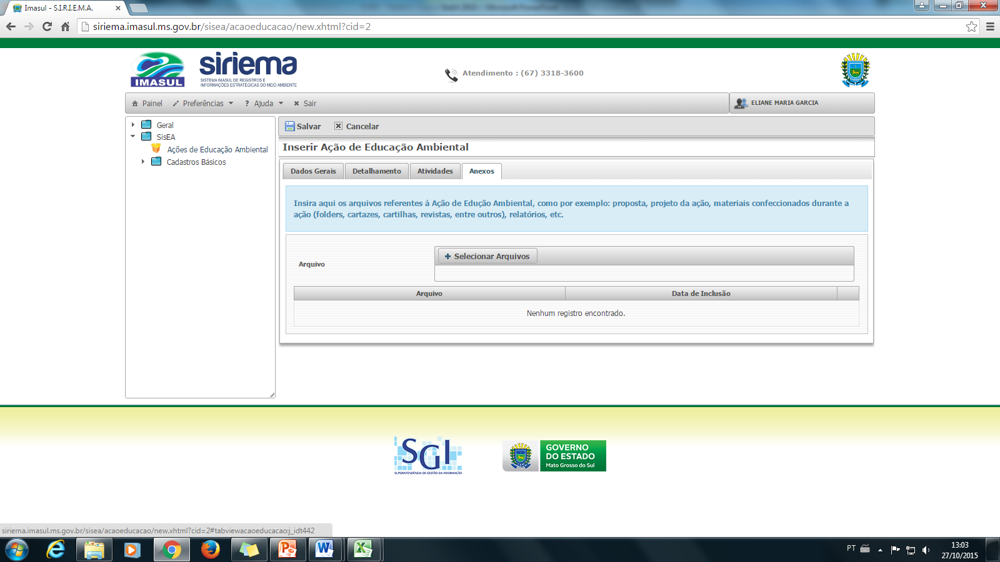 Imasul - S.I.R.I.E.M.A.
siriema.imasul.ms.gov.br/sisea/acaoeducacao/new.xhtml?cid=2
IMASUL
siriema
SISTEMA IMASUL DE REGISTROS E
INFORMAÇÕES ESTRATÉGICAS DO MEIO AMBIENTE
Atendimento : (67) 3318-3600
Painel
Preferências
? Ajuda
Sair
ELIANE MARIA GARCIA
Geral
SisEA
Ações de Educação Ambiental
Cadastros Básicos
Salvar
Cancelar
Inserir Ação de Educação Ambiental
Dados Gerais
Detalhamento
Atividades
Anexos
Insira aqui os arquivos referentes à Ação de Edução Ambiental, como por exemplo: proposta, projeto da ação, materiais confeccionados durante a
ação (folders, cartazes, cartilhas, revistas, entre outros), relatórios, etc.
Arquivo
Selecionar Arquivos
Arquivo
Data de Inclusão
Nenhum registro encontrado.
SGI
SUPERINTENDÊNCIA DE GESTÃO DA INFORMAÇÃO
GOVERNO
DO ESTADO
Mato Grosso do Sul
siriema.imasul.ms.gov.br/sisea/acaoeducacao/new.xhtml?cid=2#tabviewacaoeducacao:j_idt442
PT
13:03
27/10/2015